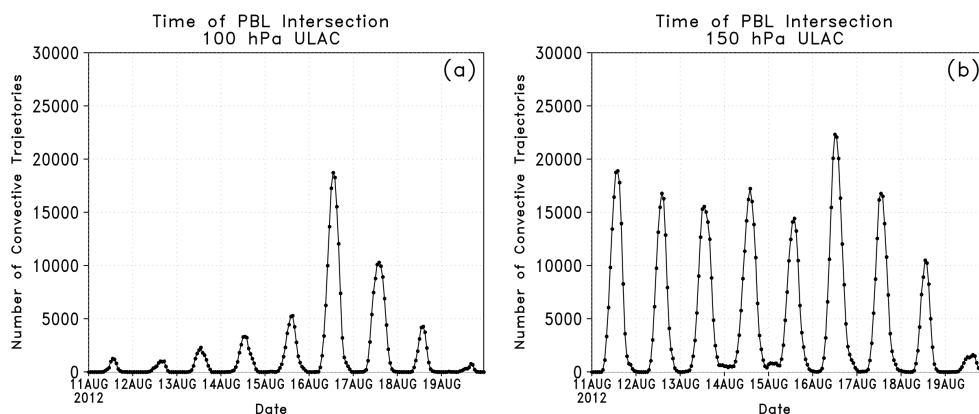 Time of PBL Intersection
100 hPa ULAC
(a)
Number of Convective Trajectories
30000
25000
20000
15000
10000
5000
0
11AUG 12AUG 13AUG 14AUG 15AUG 16AUG 17AUG 18AUG 19AUG
2012
Date
Time of PBL Intersection
150 hPa ULAC
(b)
Number of Convective Trajectories
30000
25000
20000
15000
10000
5000
0
11AUG 12AUG 13AUG 14AUG 15AUG 16AUG 17AUG 18AUG 19AUG
2012
Date